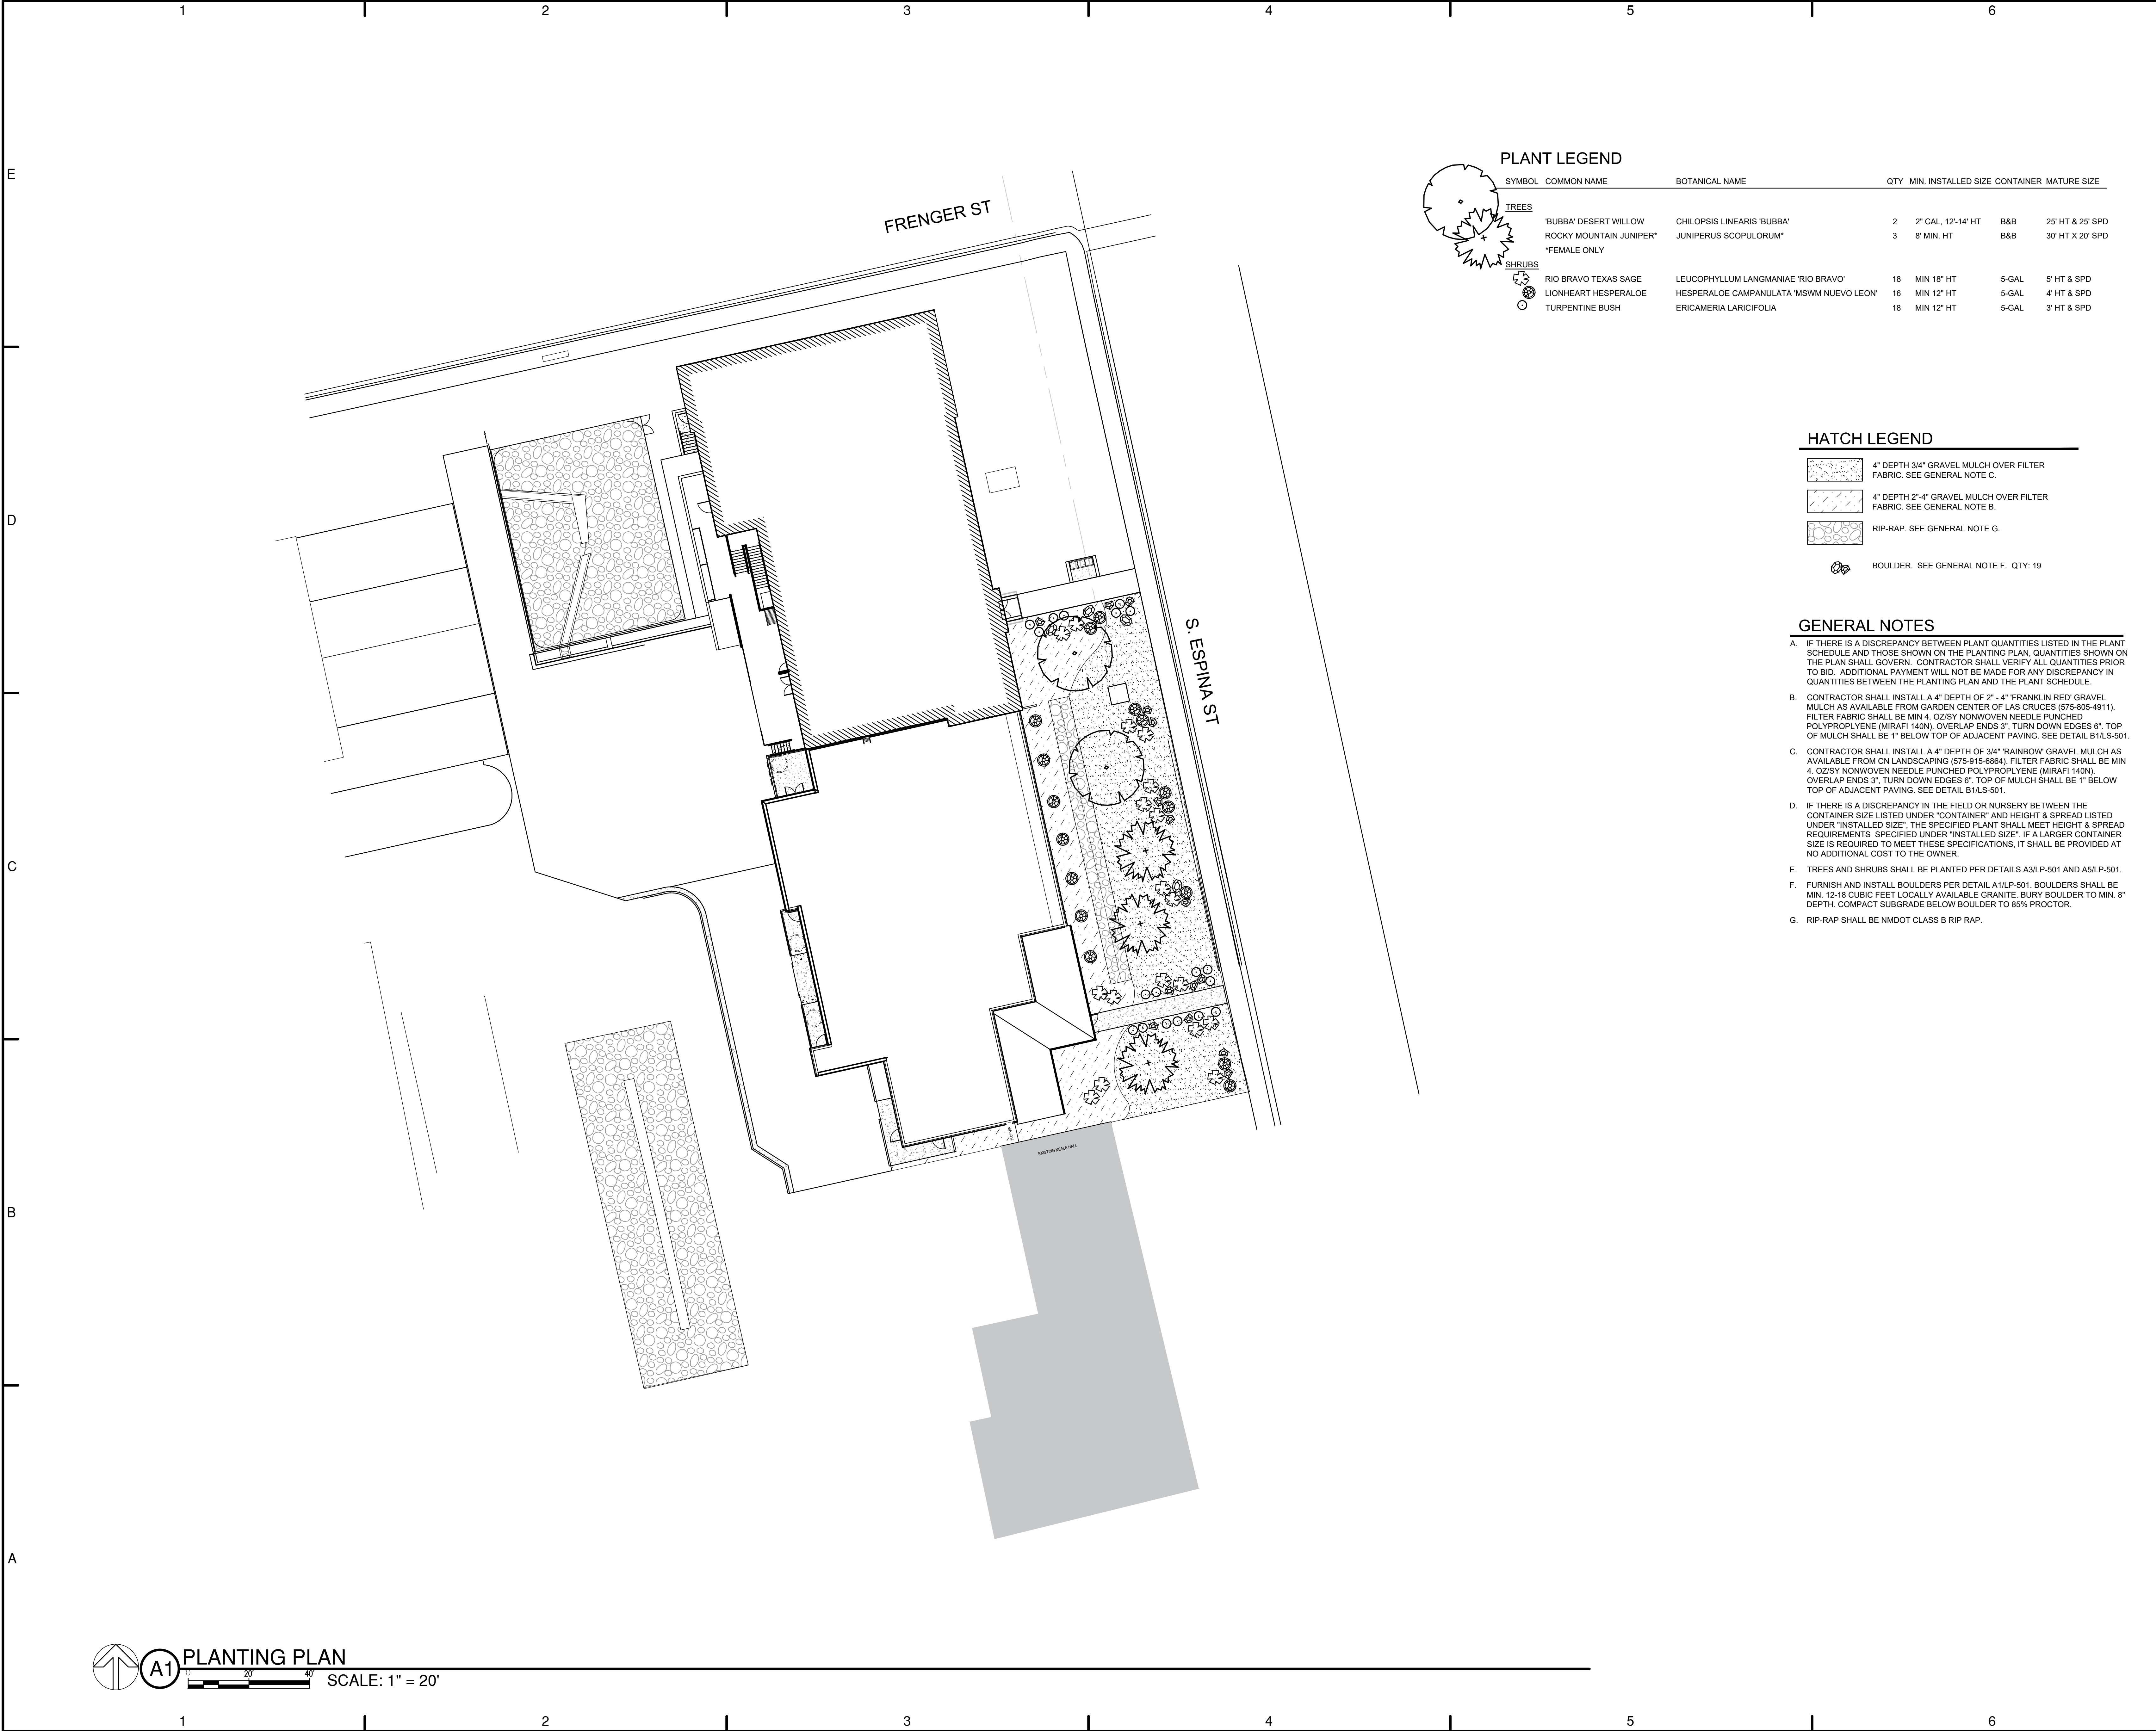 1 2 3 4 5 6
E
D
C
B
A
FRENGER ST
S. ESPINA ST
EXISTING NEALE HALL
PLANT LEGEND
SYMBOL COMMON NAME BOTANICAL NAME QTY MIN. INSTALLED SIZE CONTAINER MATURE SIZE
TREES
'BUBBA' DESERT WILLOW CHILOPSIS LINEARIS 'BUBBA' 2 2" CAL, 12'-14' HT B&B 25' HT & 25' SPD
ROCKY MOUNTAIN JUNIPER* JUNIPERUS SCOPULORUM* 3 8' MIN. HT B&B 30' HT X 20' SPD
*FEMALE ONLY
SHRUBS
RIO BRAVO TEXAS SAGE LEUCOPHYLLUM LANGMANIAE 'RIO BRAVO' 18 MIN 18" HT 5-GAL 5' HT & SPD
LIONHEART HESPERALOE HESPERALOE CAMPANULATA 'MSWM NUEVO LEON' 16 MIN 12" HT 5-GAL 4' HT & SPD
TURPENTINE BUSH ERICAMERIA LARICIFOLIA 18 MIN 12" HT 5-GAL 3' HT & SPD
HATCH LEGEND
4" DEPTH 3/4" GRAVEL MULCH OVER FILTER
FABRIC. SEE GENERAL NOTE C.
4" DEPTH 2"-4" GRAVEL MULCH OVER FILTER
FABRIC. SEE GENERAL NOTE B.
RIP-RAP. SEE GENERAL NOTE G.
BOULDER. SEE GENERAL NOTE F. QTY: 19
GENERAL NOTES
A. IF THERE IS A DISCREPANCY BETWEEN PLANT QUANTITIES LISTED IN THE PLANT
SCHEDULE AND THOSE SHOWN ON THE PLANTING PLAN, QUANTITIES SHOWN ON
THE PLAN SHALL GOVERN. CONTRACTOR SHALL VERIFY ALL QUANTITIES PRIOR
TO BID. ADDITIONAL PAYMENT WILL NOT BE MADE FOR ANY DISCREPANCY IN
QUANTITIES BETWEEN THE PLANTING PLAN AND THE PLANT SCHEDULE.
B. CONTRACTOR SHALL INSTALL A 4" DEPTH OF 2" - 4" 'FRANKLIN RED' GRAVEL
MULCH AS AVAILABLE FROM GARDEN CENTER OF LAS CRUCES (575-805-4911).
FILTER FABRIC SHALL BE MIN 4. OZ/SY NONWOVEN NEEDLE PUNCHED
POLYPROPLYENE (MIRAFI 140N). OVERLAP ENDS 3", TURN DOWN EDGES 6". TOP
OF MULCH SHALL BE 1" BELOW TOP OF ADJACENT PAVING. SEE DETAIL B1/LS-501.
C. CONTRACTOR SHALL INSTALL A 4" DEPTH OF 3/4" 'RAINBOW' GRAVEL MULCH AS
AVAILABLE FROM CN LANDSCAPING (575-915-6864). FILTER FABRIC SHALL BE MIN
4. OZ/SY NONWOVEN NEEDLE PUNCHED POLYPROPLYENE (MIRAFI 140N).
OVERLAP ENDS 3", TURN DOWN EDGES 6". TOP OF MULCH SHALL BE 1" BELOW
TOP OF ADJACENT PAVING. SEE DETAIL B1/LS-501.
D. IF THERE IS A DISCREPANCY IN THE FIELD OR NURSERY BETWEEN THE
CONTAINER SIZE LISTED UNDER "CONTAINER" AND HEIGHT & SPREAD LISTED
UNDER "INSTALLED SIZE", THE SPECIFIED PLANT SHALL MEET HEIGHT & SPREAD
REQUIREMENTS SPECIFIED UNDER "INSTALLED SIZE". IF A LARGER CONTAINER
SIZE IS REQUIRED TO MEET THESE SPECIFICATIONS, IT SHALL BE PROVIDED AT
NO ADDITIONAL COST TO THE OWNER.
E. TREES AND SHRUBS SHALL BE PLANTED PER DETAILS A3/LP-501 AND A5/LP-501.
F. FURNISH AND INSTALL BOULDERS PER DETAIL A1/LP-501. BOULDERS SHALL BE
MIN. 12-18 CUBIC FEET LOCALLY AVAILABLE GRANITE. BURY BOULDER TO MIN. 8"
DEPTH. COMPACT SUBGRADE BELOW BOULDER TO 85% PROCTOR.
G. RIP-RAP SHALL BE NMDOT CLASS B RIP RAP.
A1 PLANTING PLAN
0 20' 40'
SCALE: 1" = 20'
1 2 3 4 5 6